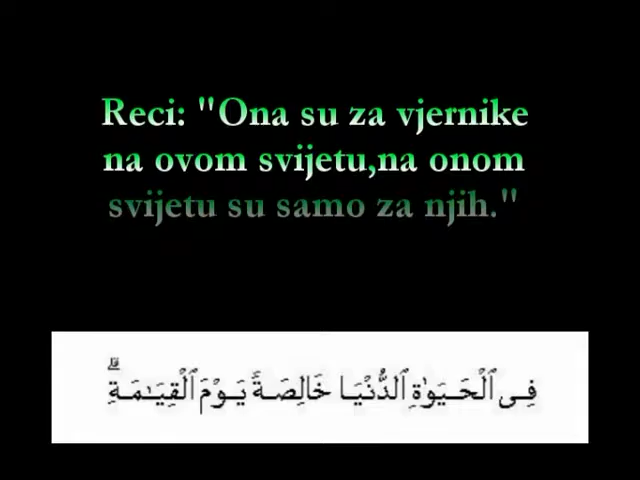 Reci: "Ona su za vjernike
na ovom svijetu,na onom
svijetu su samo za njih."
فِى ٱلْحَيَوٰةِ ٱلدُّنْيَا خَالِصَةً يَوْمَ ٱلْقِيَـٰمَةِ ۗ